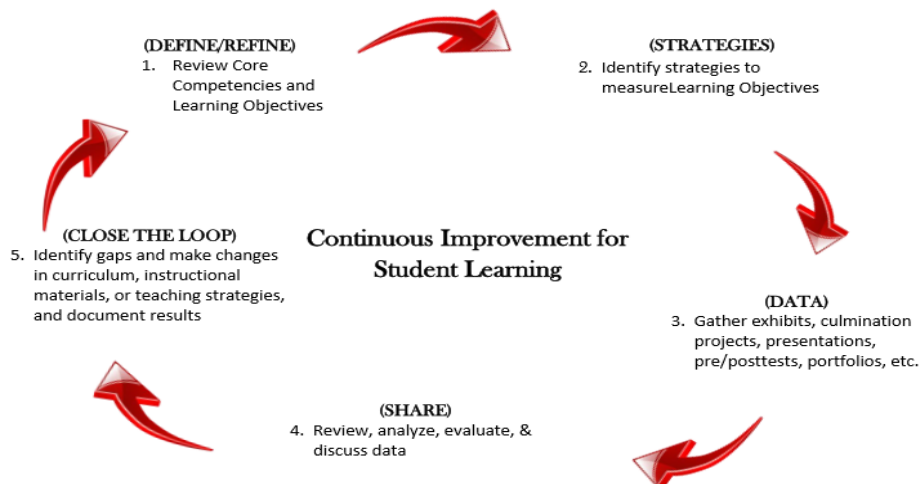 (DEFINE/REFINE)
1. Review Core
Competencies and
Learning Objectives
(STRATEGIES)
2. Identify strategies to
measureLearning Objectives
(DATA)
3. Gather exhibits, culmination
projects, presentations,
pre/posttests, portfolios, etc.
(SHARE)
4. Review, analyze, evaluate, &
discuss data
(CLOSE THE LOOP)
5. Identify gaps and make changes
in curriculum, instructional
materials, or teaching strategies,
and document results
Continuous Improvement for
Student Learning